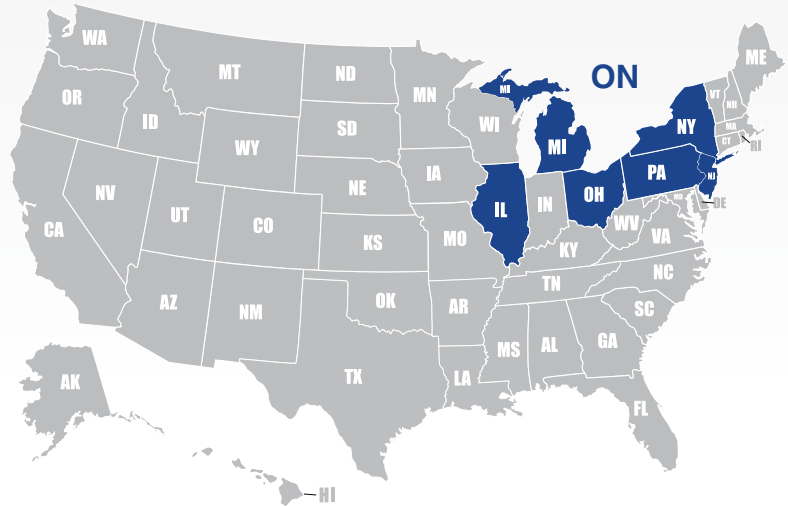 WA
MT
ND
MN
ME
OR
ID
SD
WI
MI
ON
VT
NH
NY
MA
CT
RI
WY
MI
IA
NE
PA
NJ
NV
UT
CO
IL
IN
OH
MD
DE
CA
KS
MO
WV
VA
KY
AZ
NM
OK
AR
TN
NC
SC
TX
LA
MS
AL
GA
FL
AK
HI